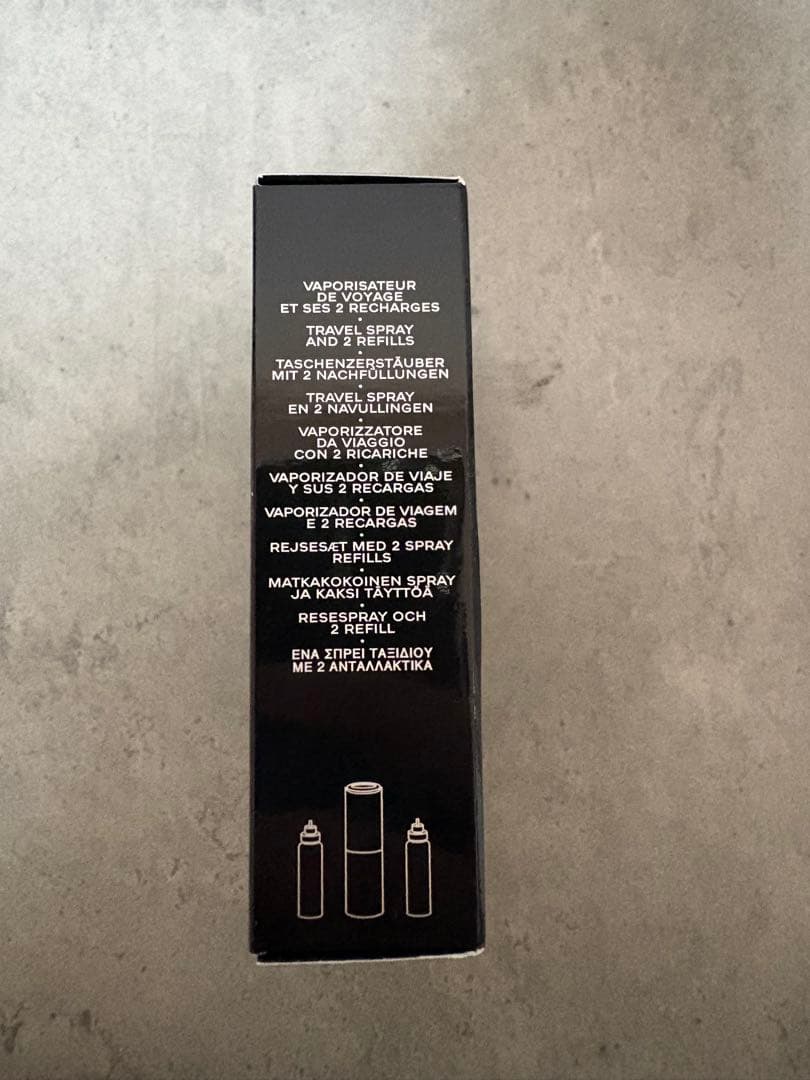 VAPORISATEUR
DE VOYAGE
ET SES 2 RECHARGES
•
TRAVEL SPRAY
AND 2 REFILLS
•
TASCHENZERSTÄUBER
MIT 2 NACHFÜLLUNGEN
•
TRAVEL SPRAY
EN 2 NAVULLINGEN
•
VAPORIZZATORE
DA VIAGGIO
CON 2 RICARICHE
•
VAPORIZADOR DE VIAJE
Y SUS 2 RECARGAS
•
VAPORIZADOR DE VIAGEM
E 2 RECARGAS
•
REJSESÆT MED 2 SPRAY
REFILLS
•
MATKAKOKOINEN SPRAY
JA KAKSI TÄYTTÖÄ
•
RESESPRAY OCH
2 REFILL
•
ΕΝΑ ΣΠΡΕΙ ΤΑΞΙΔΙΟΥ
ΜΕ 2 ΑΝΤΑΛΛΑΚΤΙΚΑ